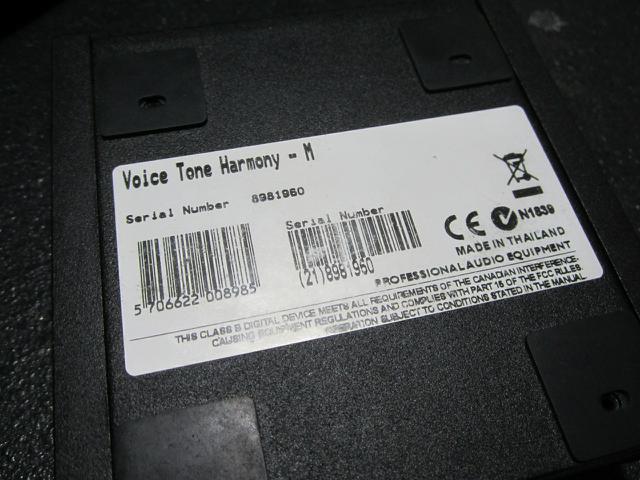 Voice Tone Harmony - M
Serial Number 8981960
Serial Number
5 706622 008985
(21)8981960
CE N1839
MADE IN THAILAND
PROFESSIONAL AUDIO EQUIPMENT
THIS CLASS B DIGITAL DEVICE MEETS ALL REQUIREMENTS OF THE CANADIAN INTERFERENCE-
CAUSING EQUIPMENT REGULATIONS AND COMPLIES WITH PART 15 OF THE FCC RULES.
OPERATION SUBJECT TO CONDITIONS STATED IN THE MANUAL